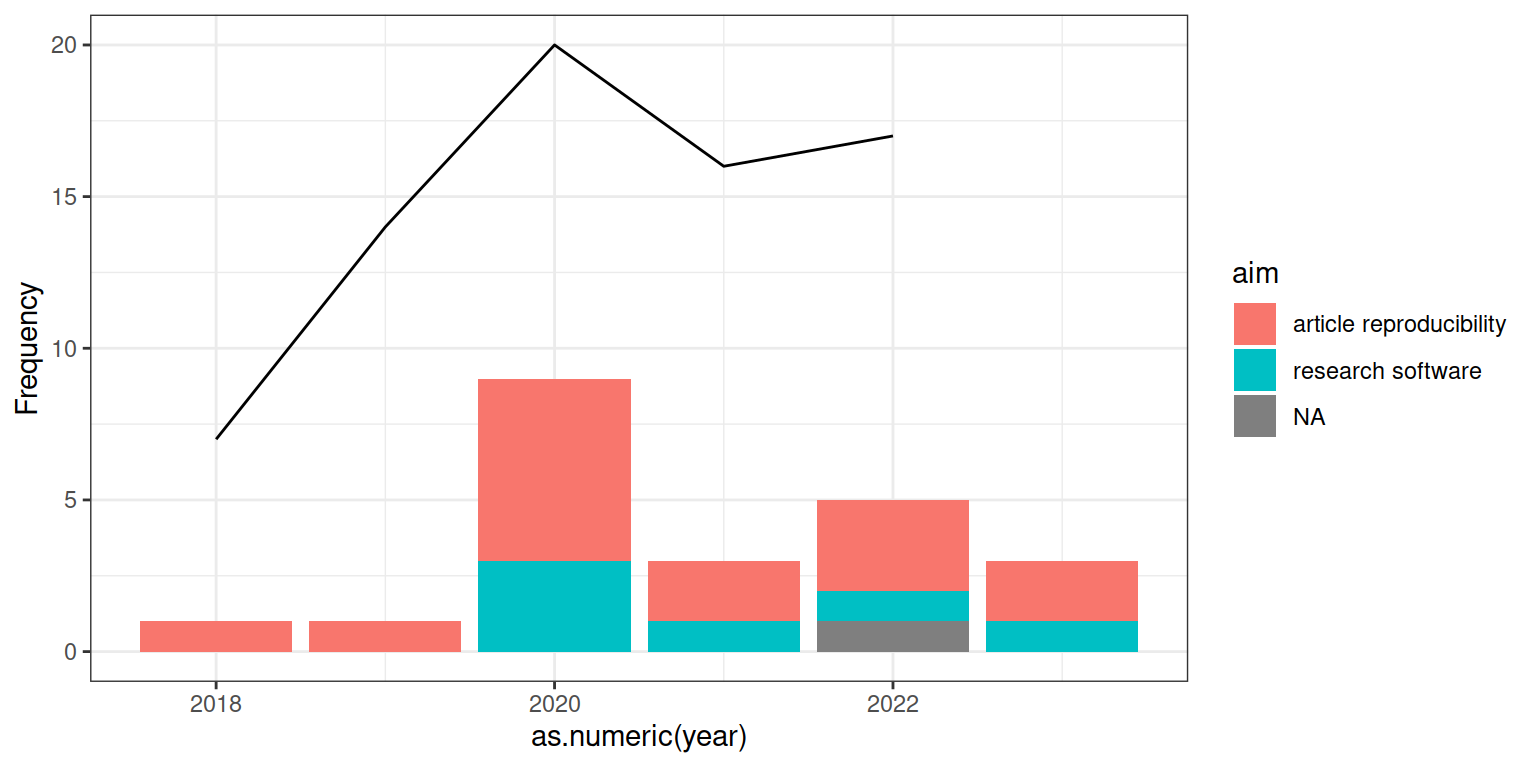 20
15
10
5
0
Frequency
2018
2020
2022
as.numeric(year)
aim
article reproducibility
research software
NA